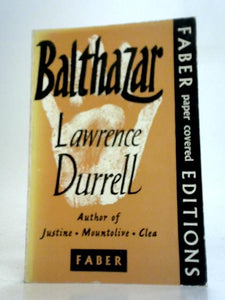 Balthazar
Lawrence
Durrell
Author of
Justine • Mountolive • Clea
FABER
FABER paper covered EDITIONS